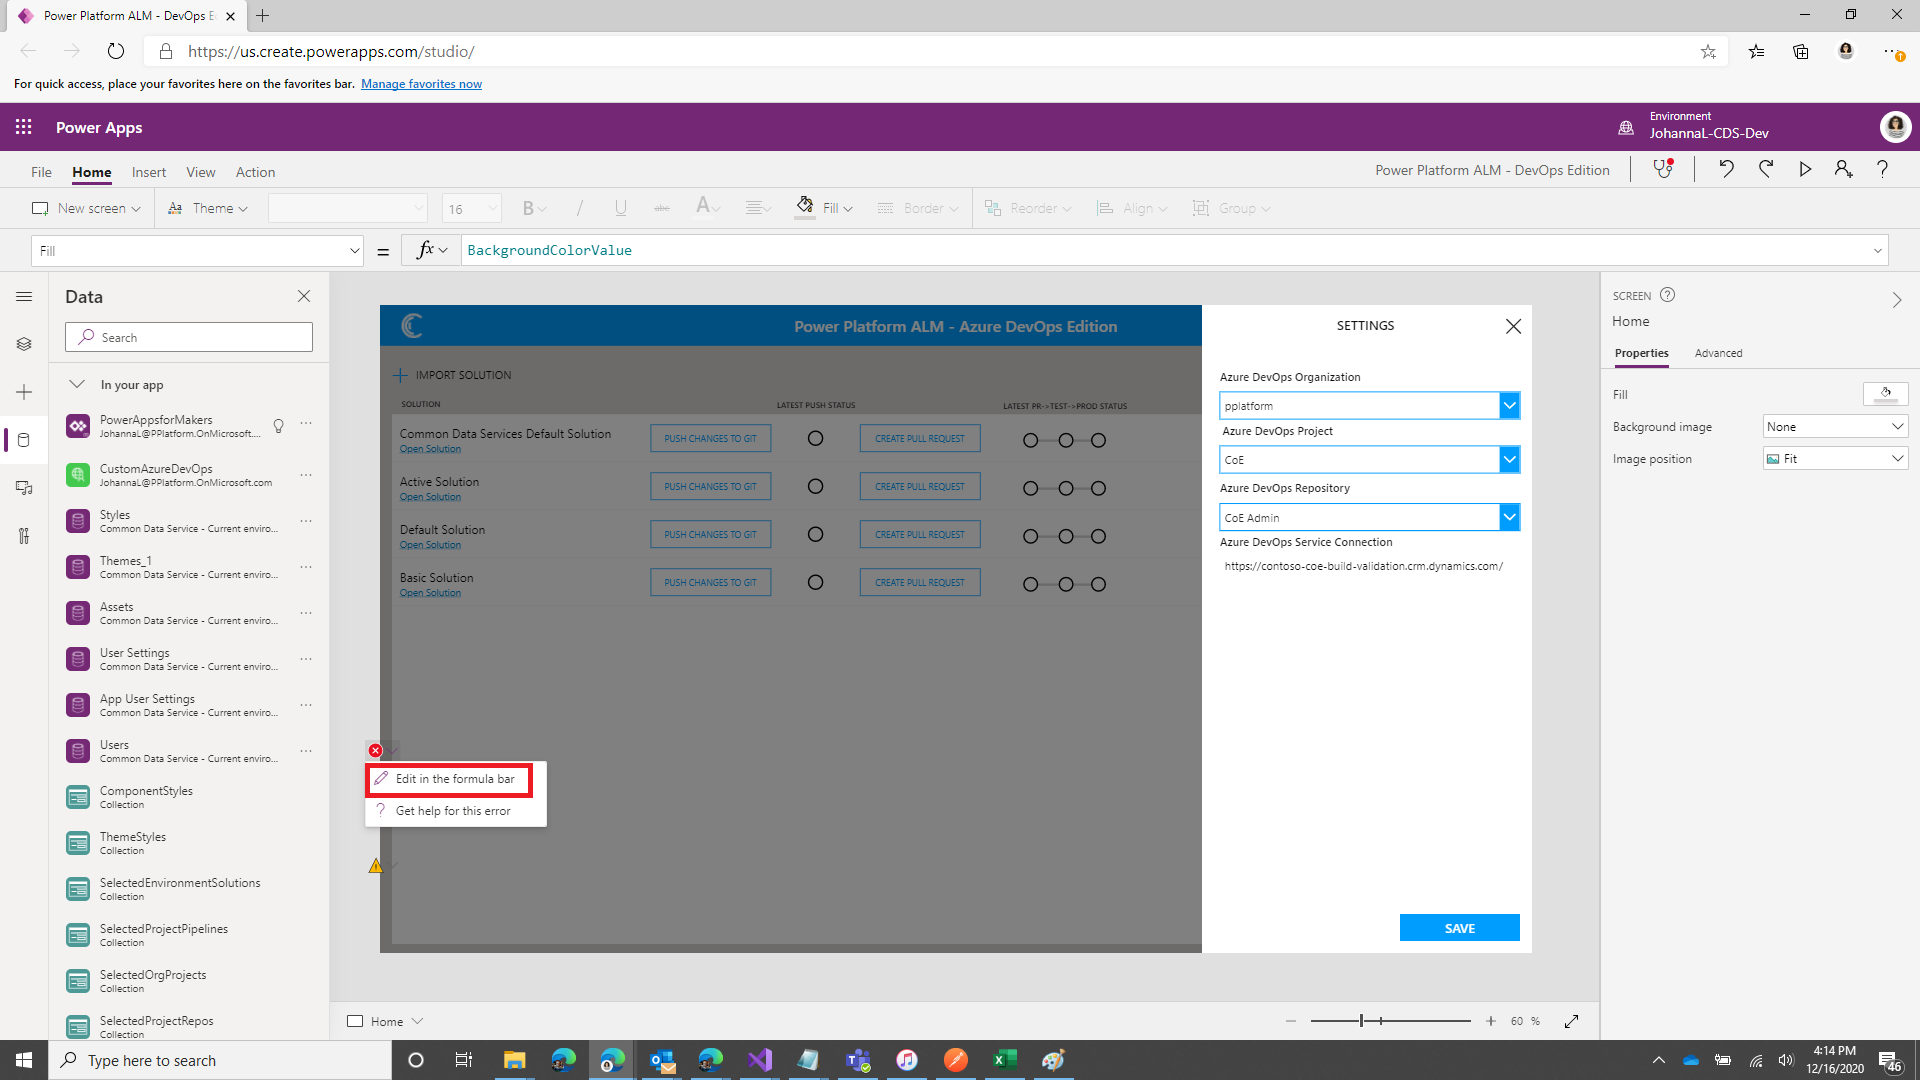 Power Platform ALM - DevOps E
https://us.create.powerapps.com/studio/
For quick access, place your favorites here on the favorites bar. Manage favorites now
Power Apps
Environment
JohannaL-CDS-Dev
File Home Insert View Action
Power Platform ALM - DevOps Edition
New screen Theme 16 B / U abc A Fill Border Reorder Align Group
Fill = fx BackgroundColorValue
Data
Search
In your app
PowerAppsforMakers
JohannaL@PPlatform.OnMicrosoft....
CustomAzureDevOps
JohannaL@PPlatform.OnMicrosoft.com
Styles
Common Data Service - Current enviro...
Themes_1
Common Data Service - Current enviro...
Assets
Common Data Service - Current enviro...
User Settings
Common Data Service - Current enviro...
App User Settings
Common Data Service - Current enviro...
Users
Common Data Service - Current enviro...
ComponentStyles
Collection
ThemeStyles
Collection
SelectedEnvironmentSolutions
Collection
SelectedProjectPipelines
Collection
SelectedOrgProjects
Collection
SelectedProjectRepos
Collection
Power Platform ALM - Azure DevOps Edition
IMPORT SOLUTION
SOLUTION LATEST PUSH STATUS LATEST PR->TEST->PROD STATUS
Common Data Services Default Solution PUSH CHANGES TO GIT CREATE PULL REQUEST
Open Solution
Active Solution PUSH CHANGES TO GIT CREATE PULL REQUEST
Open Solution
Default Solution PUSH CHANGES TO GIT CREATE PULL REQUEST
Open Solution
Basic Solution PUSH CHANGES TO GIT CREATE PULL REQUEST
Open Solution
Edit in the formula bar
? Get help for this error
SETTINGS
Azure DevOps Organization
pplatform
Azure DevOps Project
CoE
Azure DevOps Repository
CoE Admin
Azure DevOps Service Connection
https://contoso-coe-build-validation.crm.dynamics.com/
SAVE
SCREEN
Home
Properties Advanced
Fill
Background image None
Image position Fit
Home
60 %
Type here to search
4:14 PM
12/16/2020
46